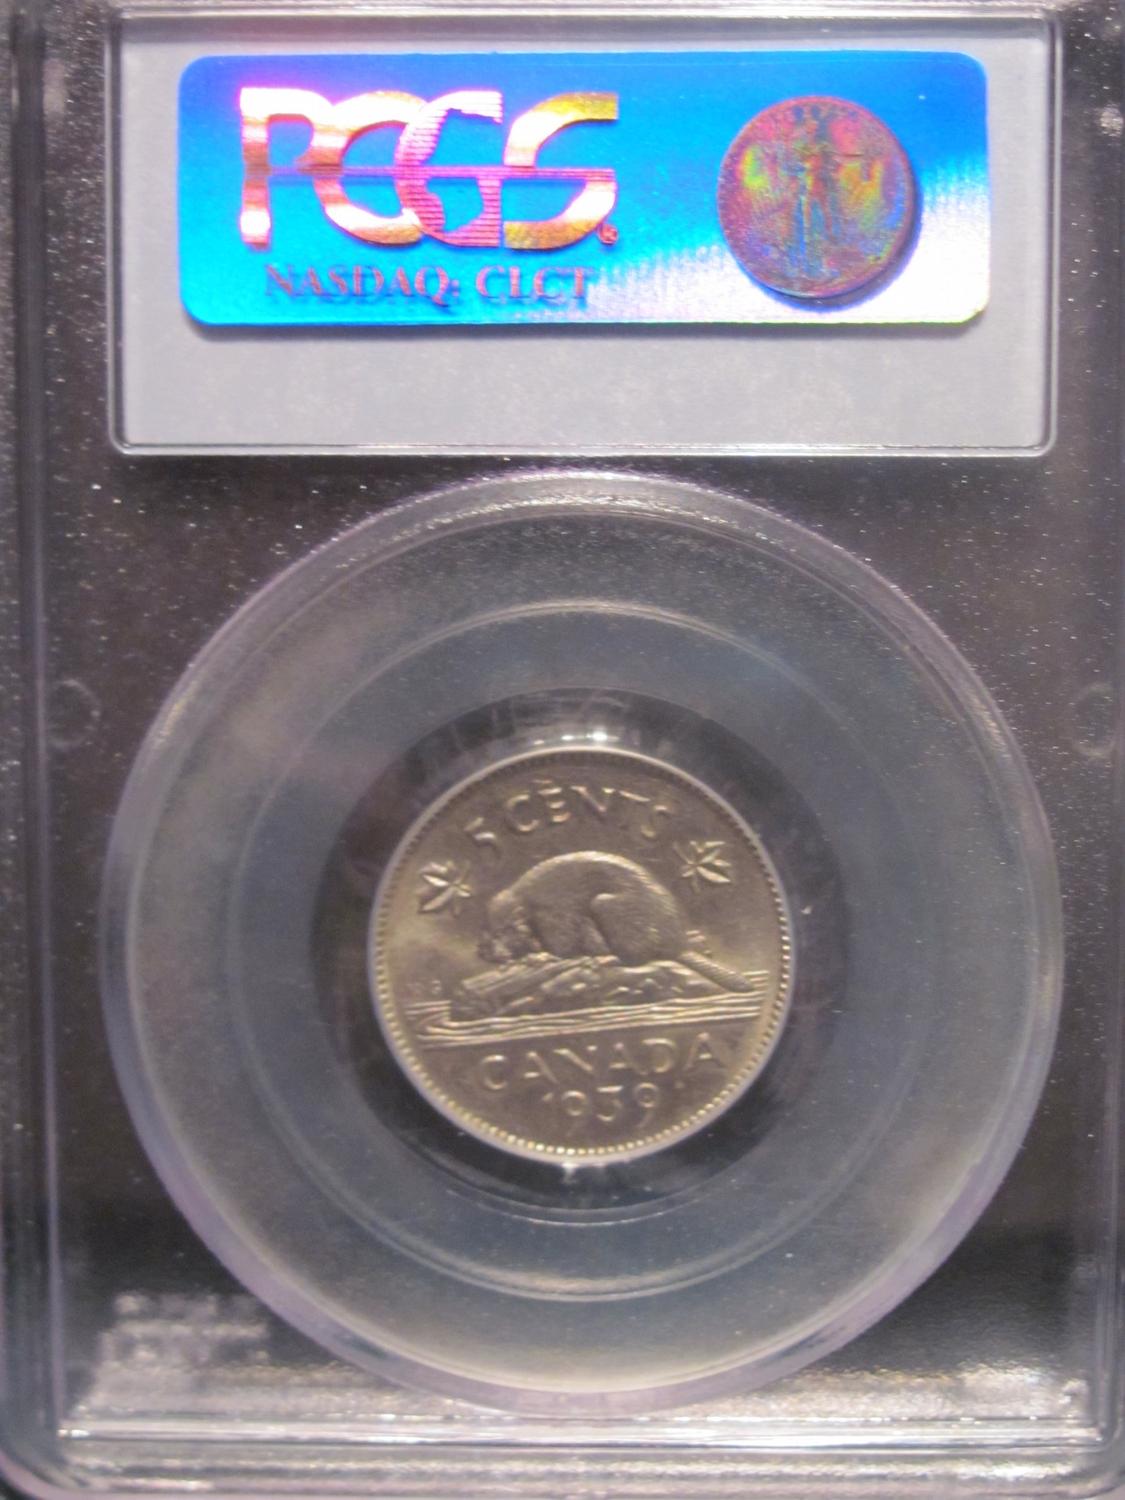 PCGS®
NASDAQ: CLCT
5 CENTS
CANADA
1939